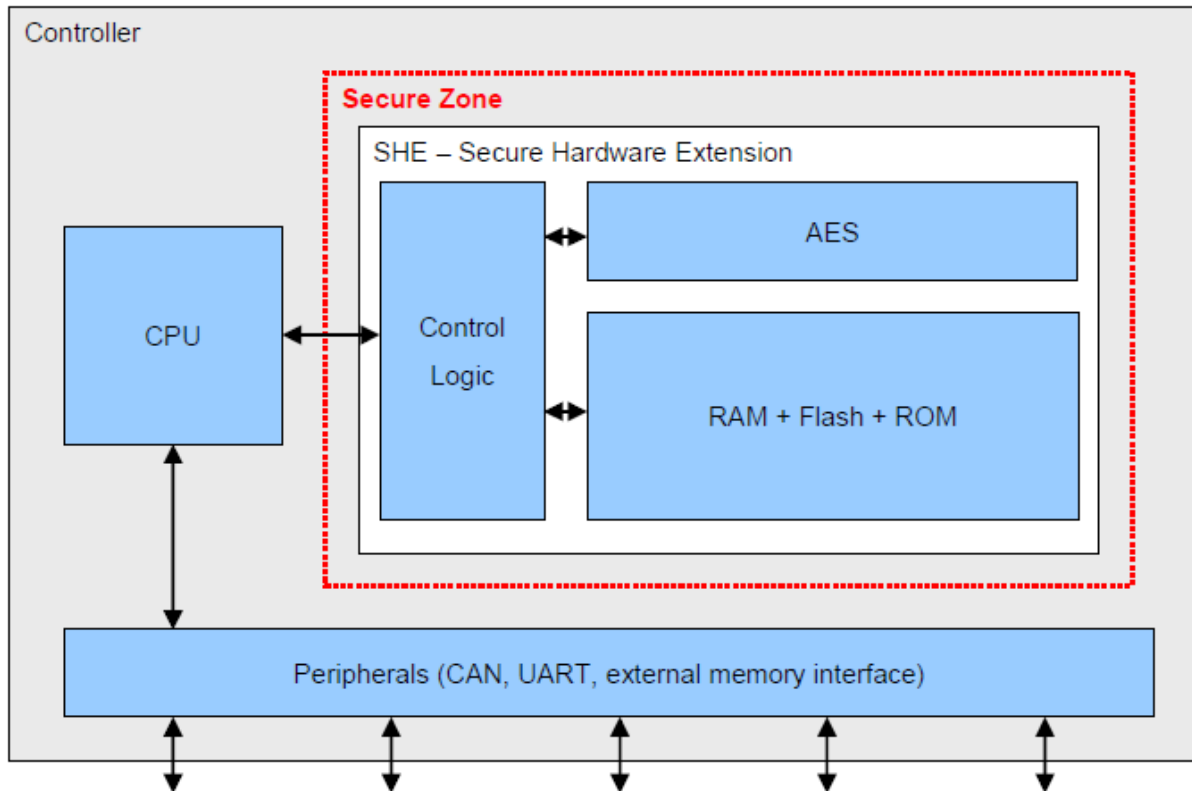 Controller
Secure Zone
SHE – Secure Hardware Extension
AES
CPU
Control
Logic
RAM + Flash + ROM
Peripherals (CAN, UART, external memory interface)